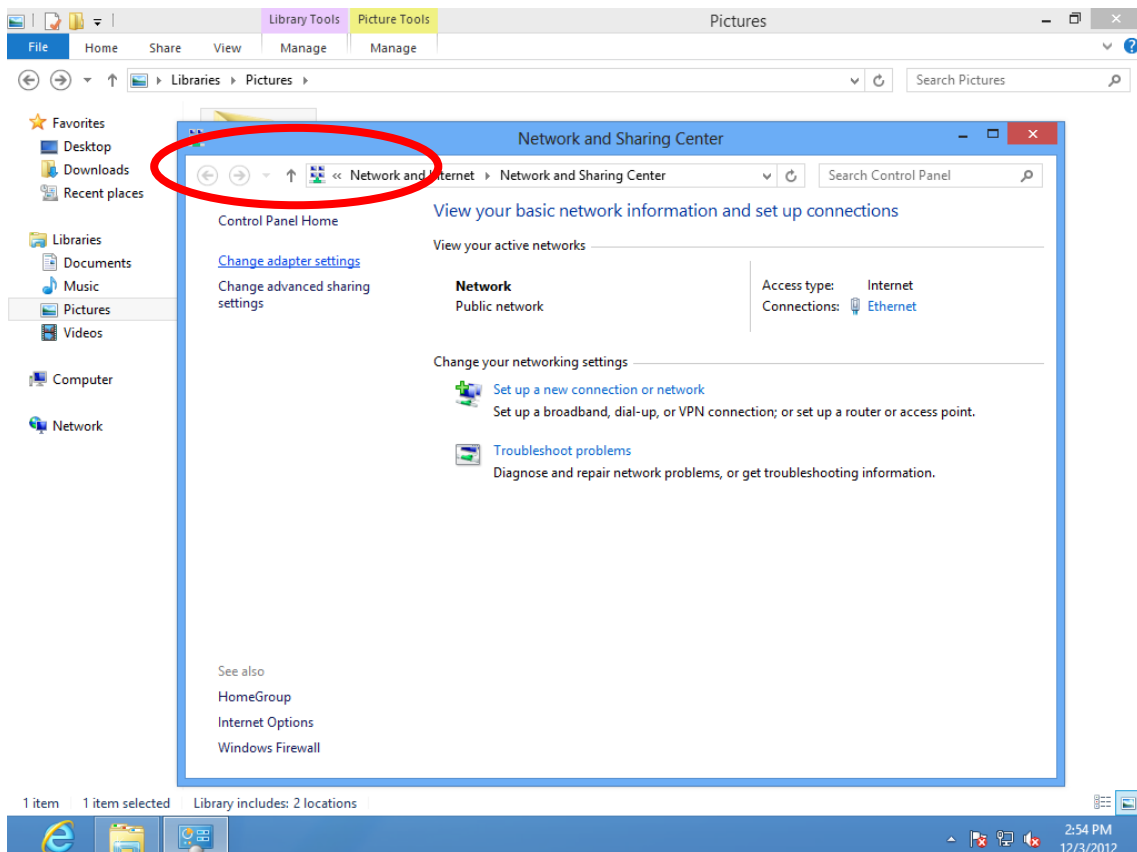 Library Tools Picture Tools Pictures
File Home Share View Manage Manage
Libraries Pictures Search Pictures
Favorites
Desktop
Downloads
Recent places
Libraries
Documents
Music
Pictures
Videos
Computer
Network
Network and Sharing Center
« Network and Internet Network and Sharing Center Search Control Panel
Control Panel Home
Change adapter settings
Change advanced sharing
settings
View your basic network information and set up connections
View your active networks
Network
Public network
Access type: Internet
Connections: Ethernet
Change your networking settings
Set up a new connection or network
Set up a broadband, dial-up, or VPN connection; or set up a router or access point.
Troubleshoot problems
Diagnose and repair network problems, or get troubleshooting information.
See also
HomeGroup
Internet Options
Windows Firewall
1 item 1 item selected Library includes: 2 locations
2:54 PM
12/3/2012